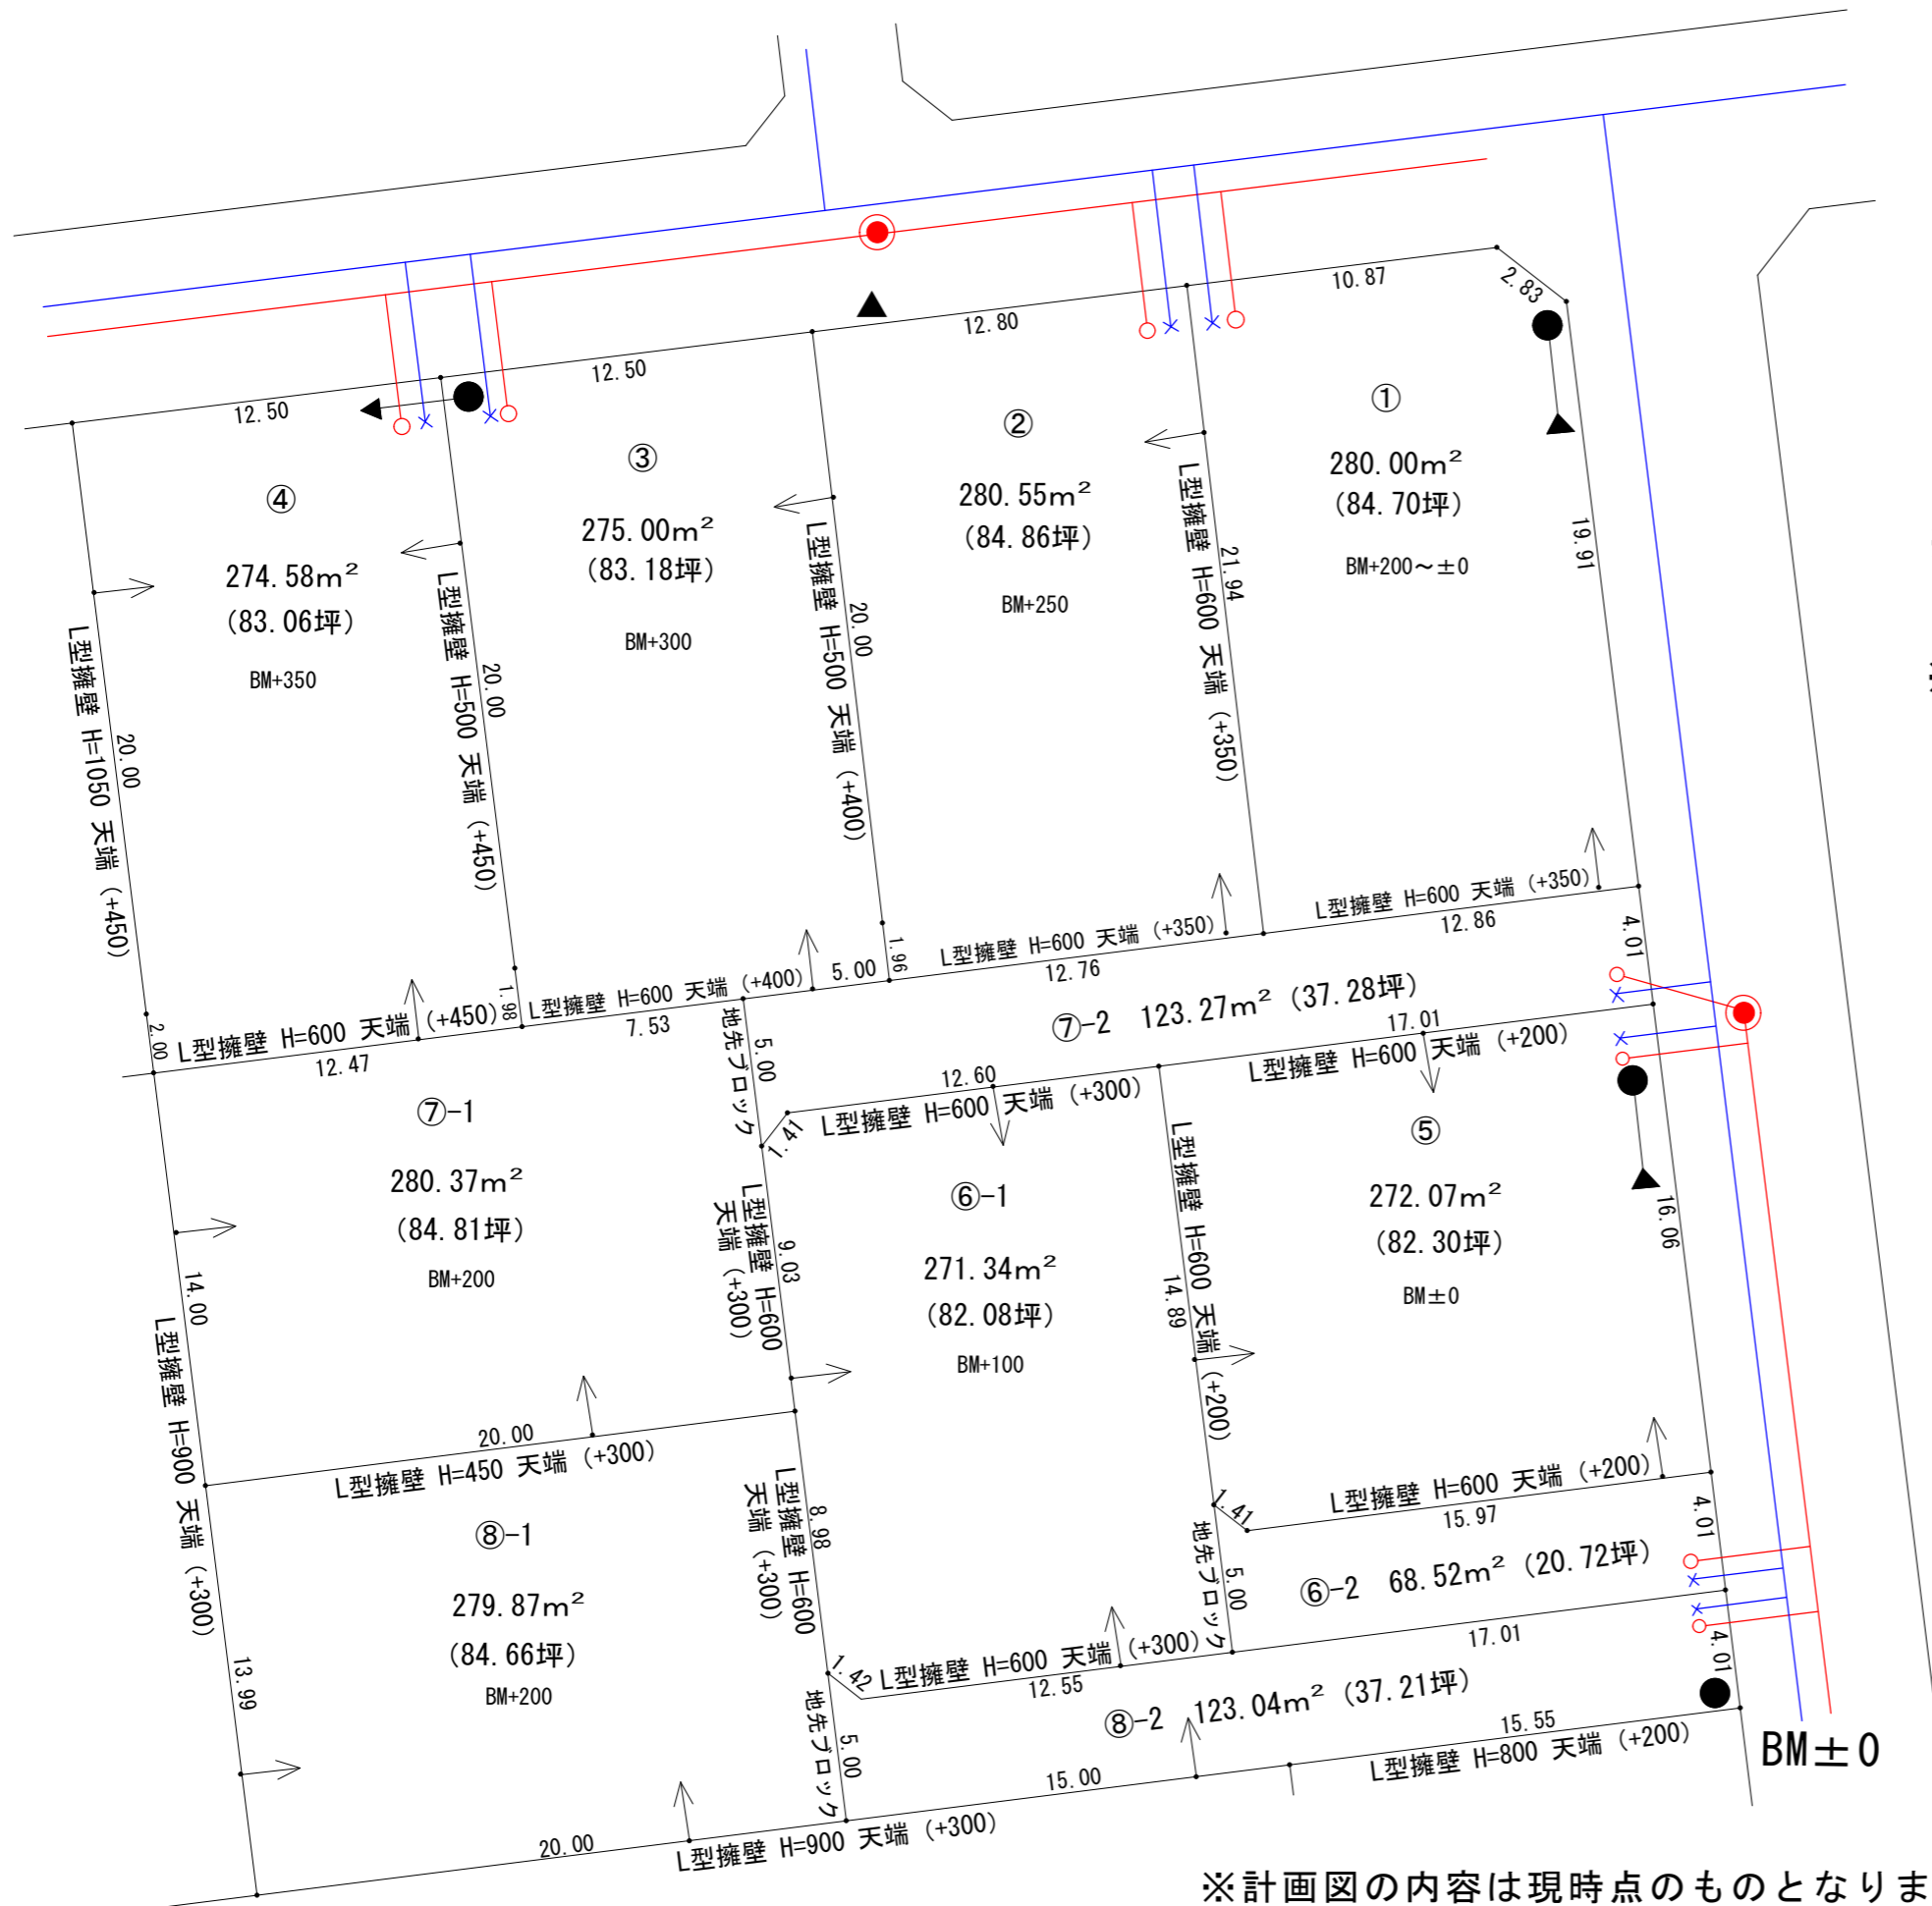 10.87
2.83
12.80
12.50
12.50
①
280.00m²
(84.70坪)
BM+200～±0
19.91
②
280.55m²
(84.86坪)
BM+250
L型擁壁 H=600 天端 (+350)
21.94
③
275.00m²
(83.18坪)
BM+300
L型擁壁 H=500 天端 (+400)
20.00
④
274.58m²
(83.06坪)
BM+350
L型擁壁 H=500 天端 (+450)
20.00
L型擁壁 H=1050 天端 (+450)
20.00
L型擁壁 H=600 天端 (+350)
12.86
4.01
L型擁壁 H=600 天端 (+350)
12.76
1.96
5.00
L型擁壁 H=600 天端 (+400)
7.53
1.98
L型擁壁 H=600 天端 (+450)
12.47
2.00
⑦-2 123.27m² (37.28坪)
17.01
L型擁壁 H=600 天端 (+200)
12.60
L型擁壁 H=600 天端 (+300)
地先ブロック
5.00
1.41
⑦-1
280.37m²
(84.81坪)
BM+200
14.00
L型擁壁 H=900 天端 (+300)
L型擁壁 H=600
天端 (+300)
9.03
⑥-1
271.34m²
(82.08坪)
BM+100
L型擁壁 H=600 天端 (+200)
14.89
⑤
272.07m²
(82.30坪)
BM±0
16.06
20.00
L型擁壁 H=450 天端 (+300)
L型擁壁 H=600 天端 (+200)
15.97
1.41
4.01
⑧-1
279.87m²
(84.66坪)
BM+200
13.99
L型擁壁 H=600
天端 (+300)
8.98
地先ブロック
5.00
⑥-2 68.52m² (20.72坪)
17.01
4.01
L型擁壁 H=600 天端 (+300)
12.55
1.42
地先ブロック
5.00
⑧-2 123.04m² (37.21坪)
15.55
L型擁壁 H=800 天端 (+200)
15.00
20.00
L型擁壁 H=900 天端 (+300)
BM±0
※計画図の内容は現時点のものとなりま